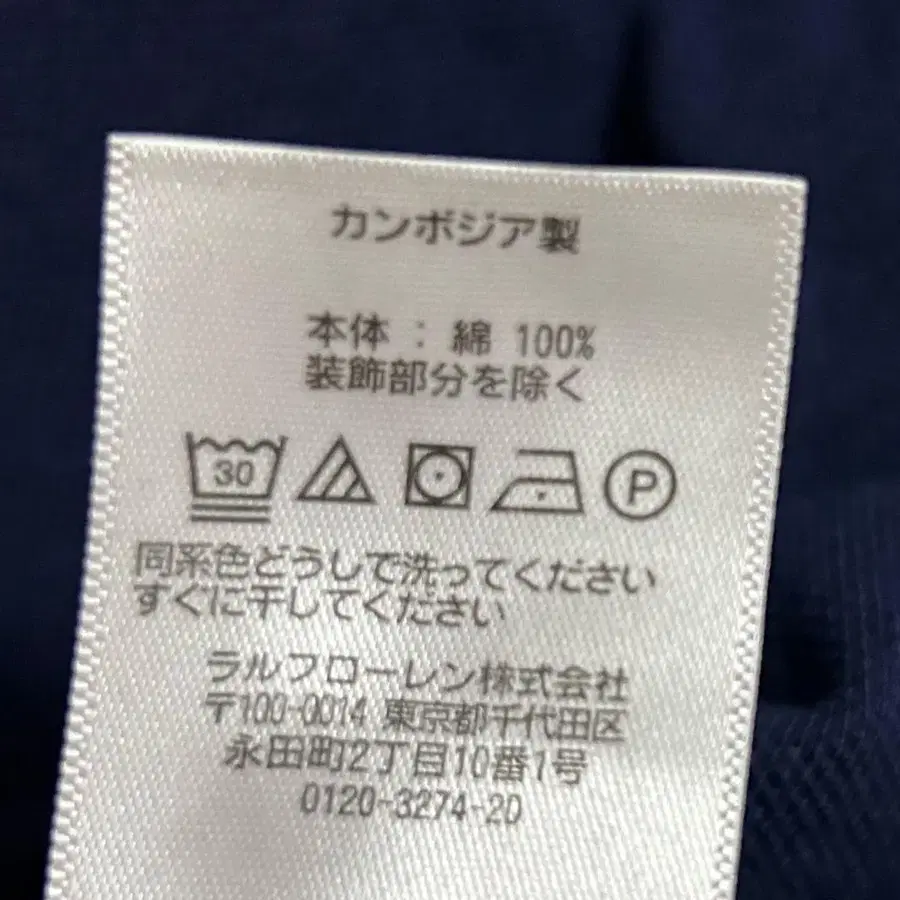 カンボジア製
本体 : 綿 100%
装飾部分を除く
30 P
同系色どうしで洗ってください
すぐに干してください
ラルフローレン株式会社
〒100-0014 東京都千代田区
永田町2丁目10番1号
0120-3274-20